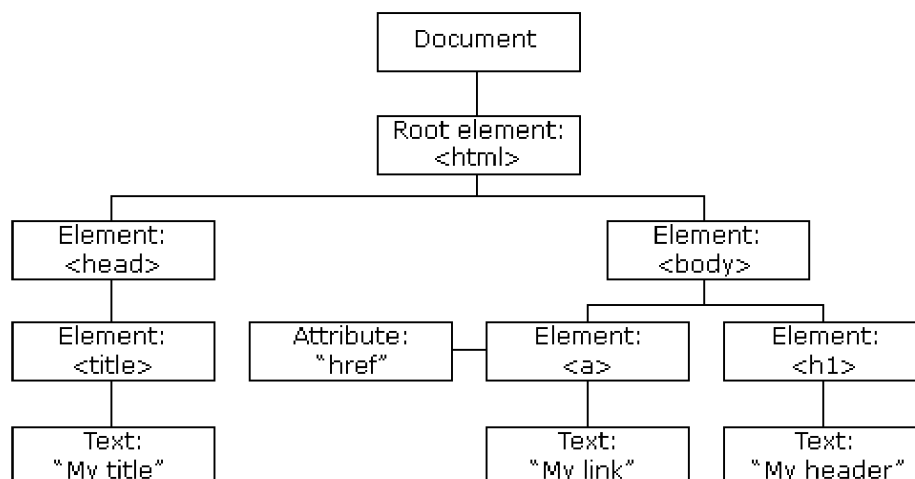 Document
Root element:
<html>
Element:
<head>
Element:
<body>
Element:
<title>
Attribute:
“href”
Element:
<a>
Element:
<h1>
Text:
“My title”
Text:
“My link”
Text:
“My header”